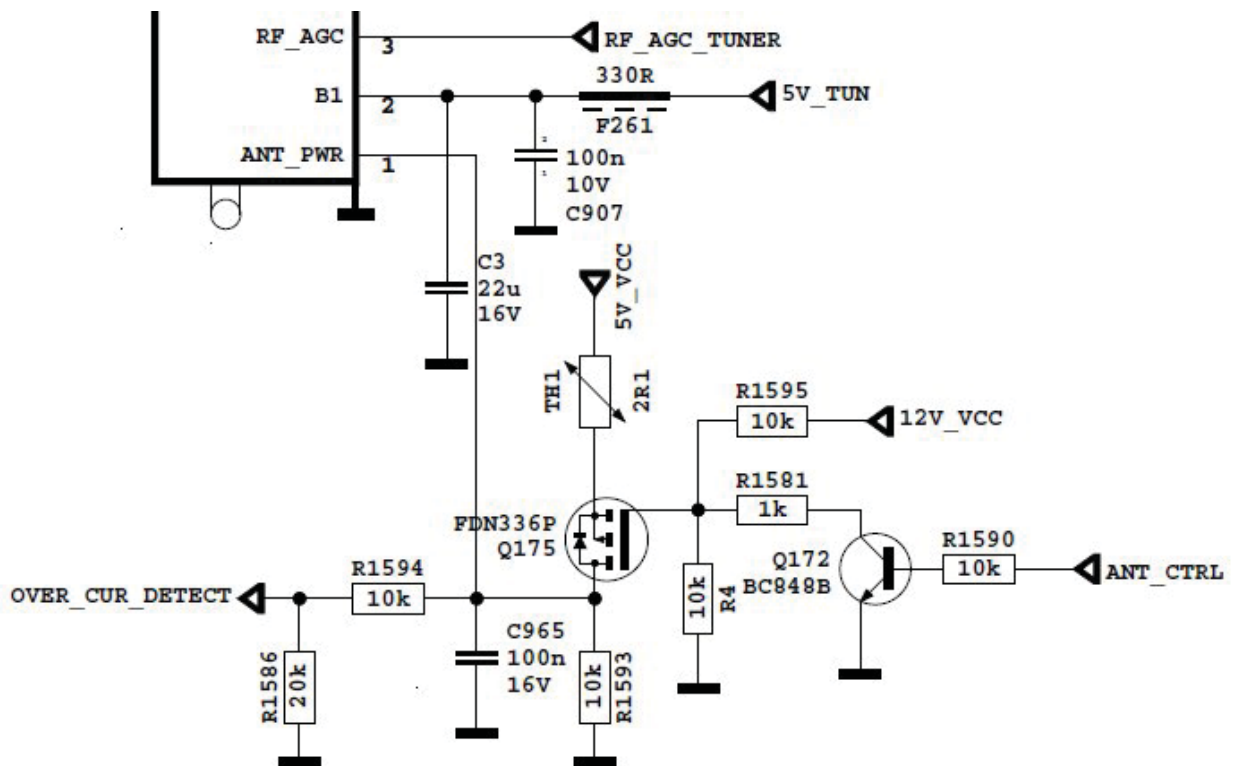 RF_AGC
3
RF_AGC_TUNER
330R
B1
2
5V_TUN
F261
ANT_PWR
1
2
100n
1
10V
C907
C3
22u
16V
5V_VCC
TH1
2R1
R1595
10k
12V_VCC
R1581
1k
FDN336P
Q175
Q172
BC848B
R1590
10k
ANT_CTRL
R1594
10k
OVER_CUR_DETECT
10k
R4
C965
100n
16V
R1586
20k
10k
R1593